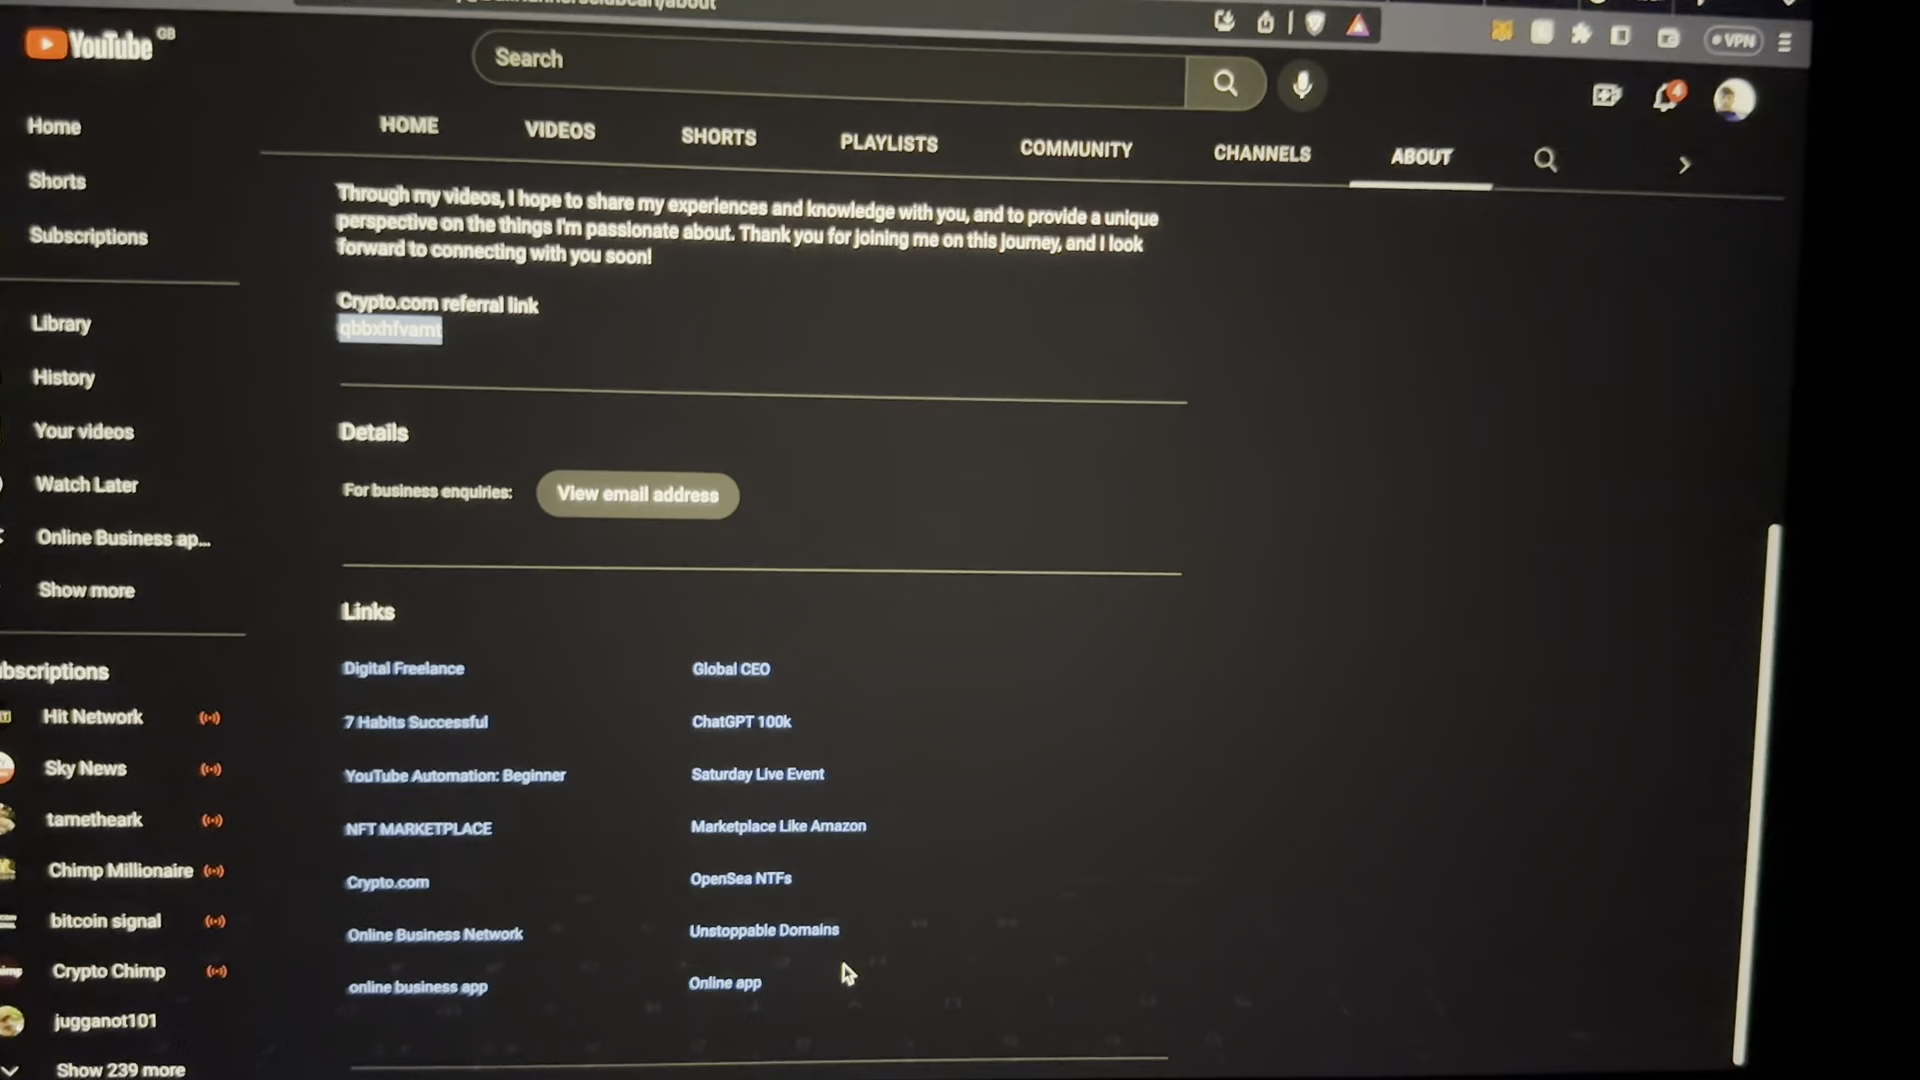 /about
YouTube GB
Search
VPN
4
HOME
VIDEOS
SHORTS
PLAYLISTS
COMMUNITY
CHANNELS
ABOUT
Home
Shorts
Subscriptions
Library
History
Your videos
Watch Later
Online Business ap...
Show more
bscriptions
Hit Network
Sky News
tametheark
Chimp Millionaire
bitcoin signal
Crypto Chimp
jugganot101
Show 239 more
Through my videos, I hope to share my experiences and knowledge with you, and to provide a unique
perspective on the things I'm passionate about. Thank you for joining me on this journey, and I look
forward to connecting with you soon!
Crypto.com referral link
qbbxhfvamt
Details
For business enquiries:
View email address
Links
Digital Freelance
Global CEO
7 Habits Successful
ChatGPT 100k
YouTube Automation: Beginner
Saturday Live Event
NFT MARKETPLACE
Marketplace Like Amazon
Crypto.com
OpenSea NTFs
Online Business Network
Unstoppable Domains
online business app
Online app